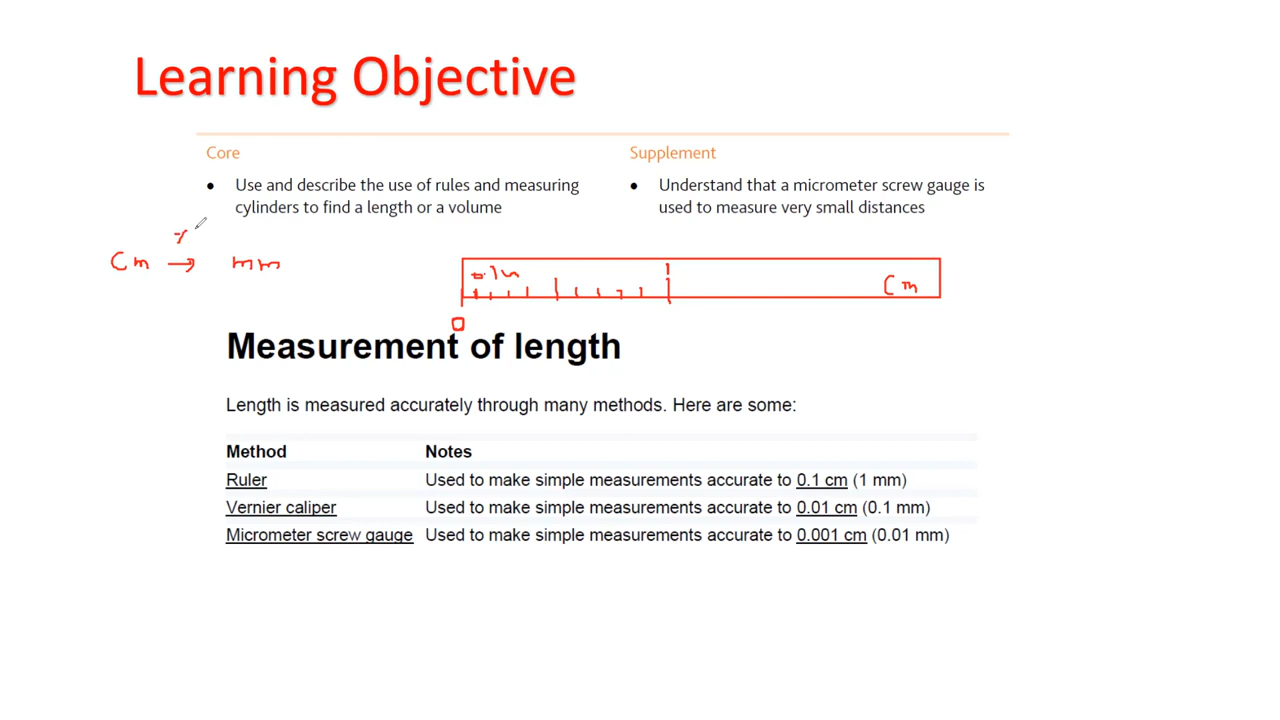 Learning Objective
Core
Supplement
• Use and describe the use of rules and measuring
cylinders to find a length or a volume
• Understand that a micrometer screw gauge is
used to measure very small distances
Cm → mm
Cm
0
Measurement of length
Length is measured accurately through many methods. Here are some:
Method Notes
Ruler Used to make simple measurements accurate to 0.1 cm (1 mm)
Vernier caliper Used to make simple measurements accurate to 0.01 cm (0.1 mm)
Micrometer screw gauge Used to make simple measurements accurate to 0.001 cm (0.01 mm)